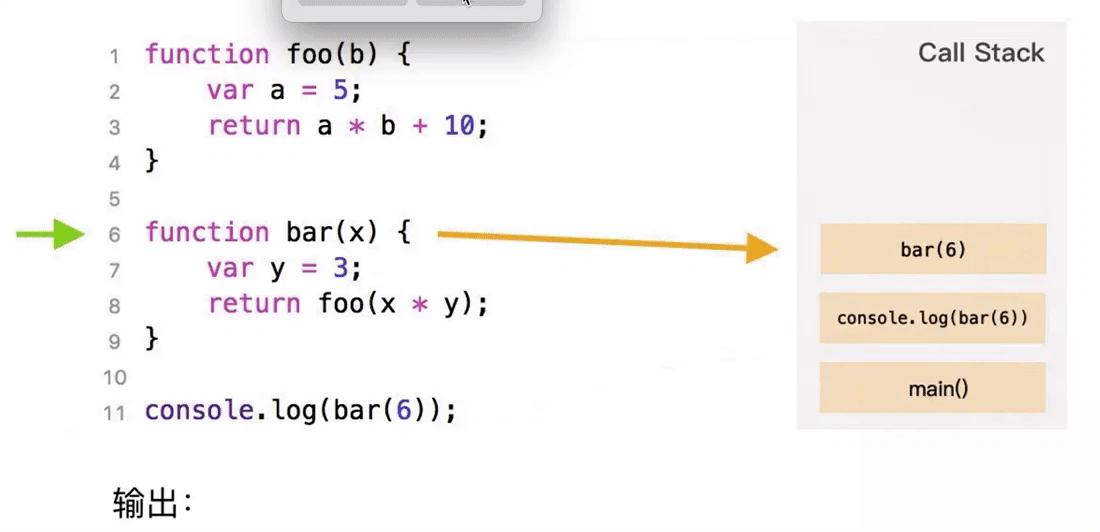 1 function foo(b) {
2 var a = 5;
3 return a * b + 10;
4 }
5
6 function bar(x) {
7 var y = 3;
8 return foo(x * y);
9 }
10
11 console.log(bar(6));
输出：
Call Stack
bar(6)
console.log(bar(6))
main()